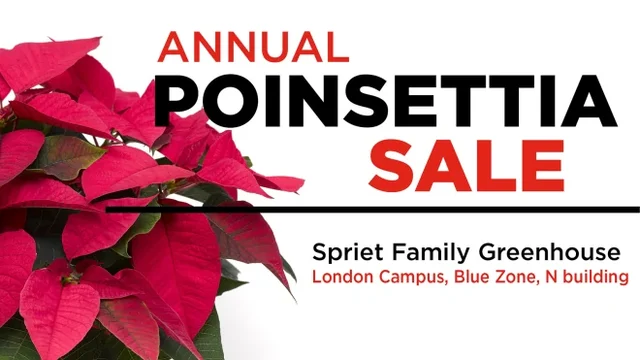 ANNUAL
POINSETTIA
SALE
Spriet Family Greenhouse
London Campus, Blue Zone, N building